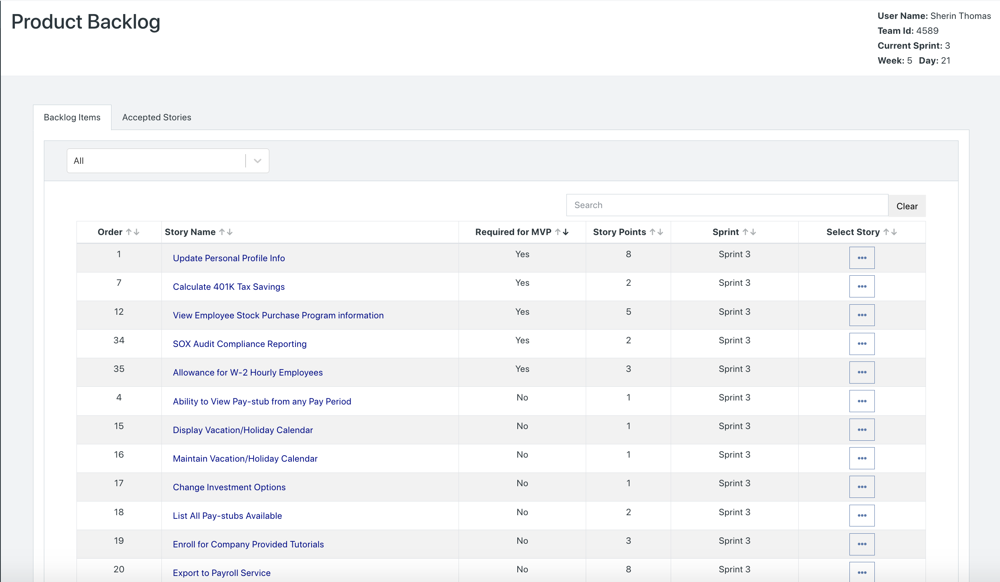 Product Backlog
User Name: Sherin Thomas
Team Id: 4589
Current Sprint: 3
Week: 5 Day: 21
Backlog Items Accepted Stories
All
Search Clear
Order Story Name Required for MVP Story Points Sprint Select Story
1 Update Personal Profile Info Yes 8 Sprint 3
7 Calculate 401K Tax Savings Yes 2 Sprint 3
12 View Employee Stock Purchase Program information Yes 5 Sprint 3
34 SOX Audit Compliance Reporting Yes 2 Sprint 3
35 Allowance for W-2 Hourly Employees Yes 3 Sprint 3
4 Ability to View Pay-stub from any Pay Period No 1 Sprint 3
15 Display Vacation/Holiday Calendar No 1 Sprint 3
16 Maintain Vacation/Holiday Calendar No 1 Sprint 3
17 Change Investment Options No 1 Sprint 3
18 List All Pay-stubs Available No 2 Sprint 3
19 Enroll for Company Provided Tutorials No 3 Sprint 3
20 Export to Payroll Service No 8 Sprint 3